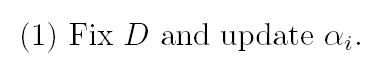 (1) Fix D and update αᵢ.